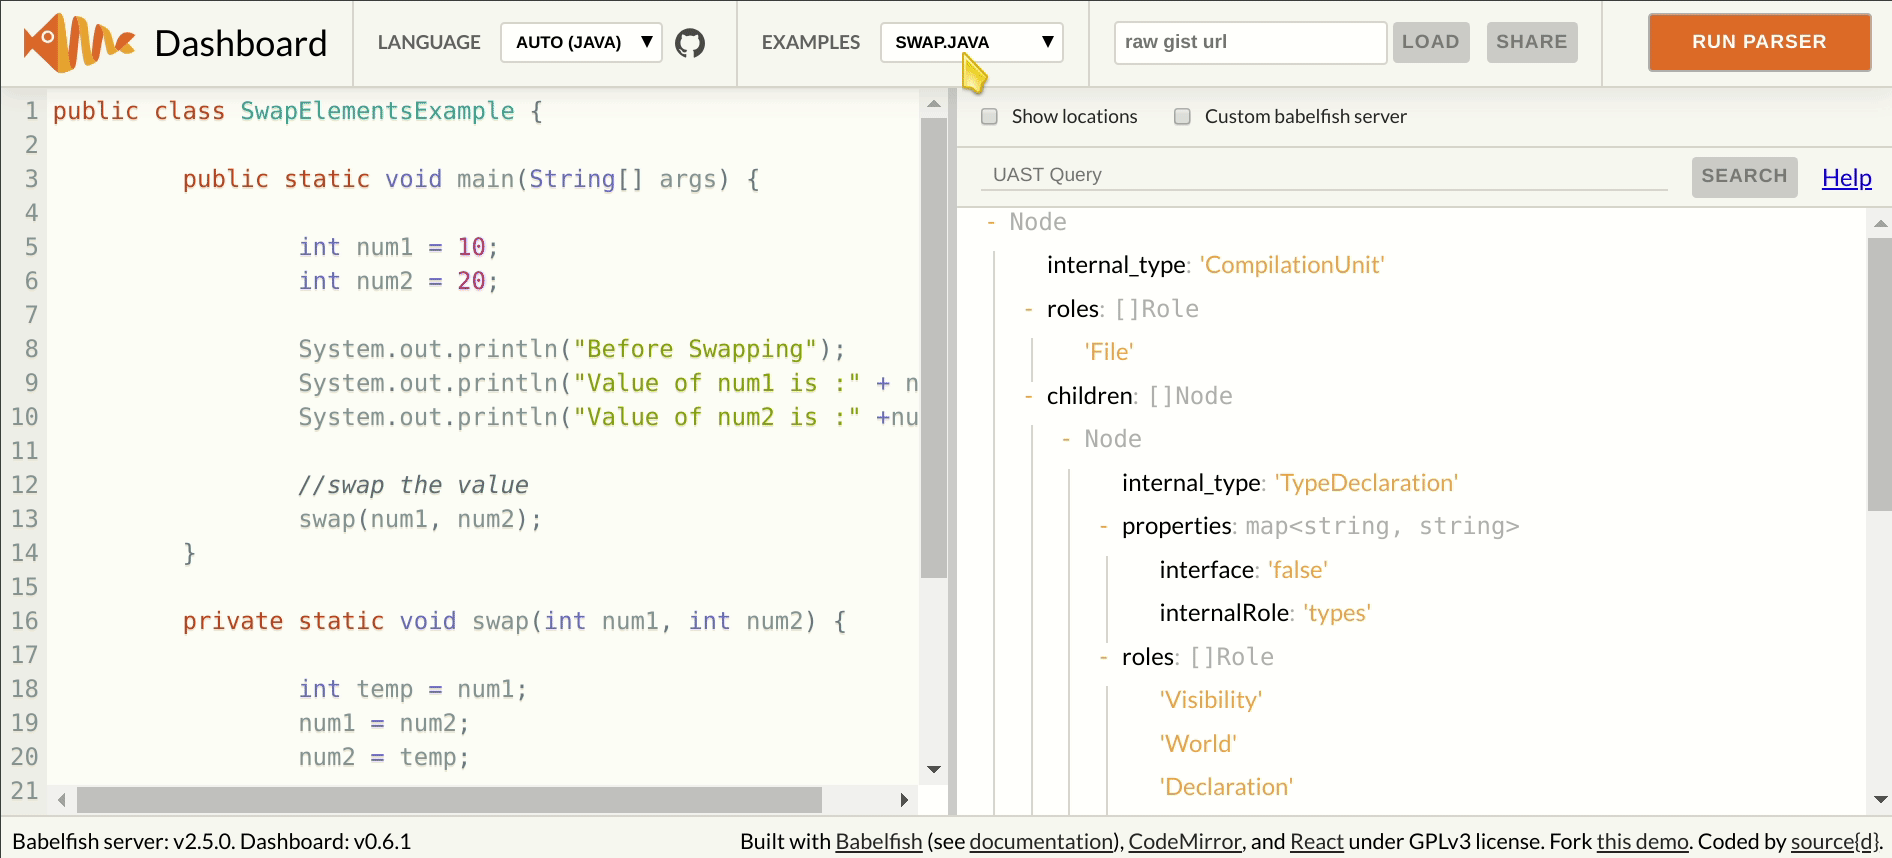 Dashboard LANGUAGE AUTO (JAVA) ▼ EXAMPLES SWAP.JAVA ▼ raw gist url LOAD SHARE RUN PARSER
1 public class SwapElementsExample {
2
3 public static void main(String[] args) {
4
5 int num1 = 10;
6 int num2 = 20;
7
8 System.out.println("Before Swapping");
9 System.out.println("Value of num1 is :" + n
10 System.out.println("Value of num2 is :" +nu
11
12 //swap the value
13 swap(num1, num2);
14 }
15
16 private static void swap(int num1, int num2) {
17
18 int temp = num1;
19 num1 = num2;
20 num2 = temp;
21
Show locations Custom babelfish server
UAST Query SEARCH Help
- Node
internal_type: 'CompilationUnit'
- roles: []Role
'File'
- children: []Node
- Node
internal_type: 'TypeDeclaration'
- properties: map<string, string>
interface: 'false'
internalRole: 'types'
- roles: []Role
'Visibility'
'World'
'Declaration'
Babelfish server: v2.5.0. Dashboard: v0.6.1 Built with Babelfish (see documentation), CodeMirror, and React under GPLv3 license. Fork this demo. Coded by source{d}.